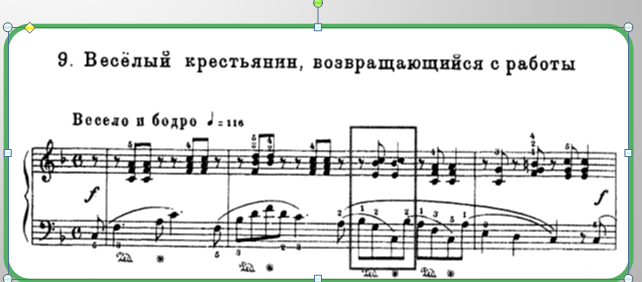 9. Весёлый крестьянин, возвращающийся с работы
Весело и бодро ♩=116
f
f